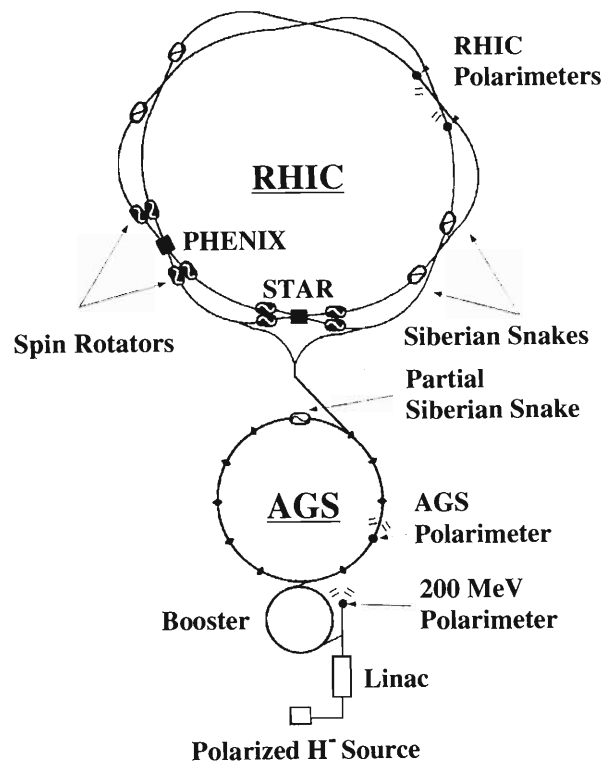 RHIC
Polarimeters
RHIC
PHENIX
STAR
Spin Rotators
Siberian Snakes
Partial
Siberian Snake
AGS
AGS
Polarimeter
200 MeV
Polarimeter
Booster
Linac
Polarized H⁻ Source